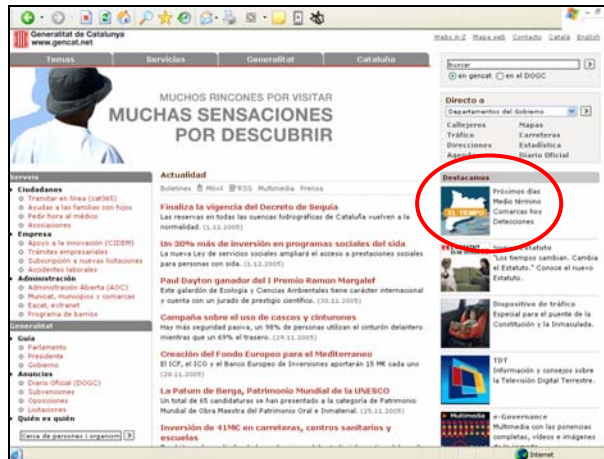 Generalitat de Catalunya
www.gencat.net
Webs A-Z Mapa web Contacto Català English
Temas Servicios Generalitat Cataluña
MUCHOS RINCONES POR VISITAR
MUCHAS SENSACIONES
POR DESCUBRIR
buscar
en gencat en el DOGC
Directo a
Departamentos del Gobierno
Callejeros Mapas
Tráfico Carreteras
Direcciones Estadística
Agenda Diario Oficial
Serveis
Ciudadanos
Tramitar en línea (cat365)
Ayudas a las familias con hijos
Pedir hora al médico
Asociaciones
Empresa
Apoyo a la innovación (CIDEM)
Trámites empresariales
Subscripción a nuevas licitaciones
Accidentes laborales
Administración
Administración Abierta (AOC)
Municat, municipios y comarcas
Eacat, extranet
Programa de barrios
Generalitat
Guía
Parlamento
Presidente
Gobierno
Anuncios
Diario Oficial (DOGC)
Subvenciones
Oposiciones
Licitaciones
Quién es quién
Cerca de persones i organism
Actualidad
Boletines Móvil RSS Multimedia Prensa
Finaliza la vigencia del Decreto de Sequía
Las reservas en todas las cuencas hidrográficas de Cataluña vuelven a la
normalidad. (1.12.2005)
Un 30% más de inversión en programas sociales del sida
La nueva Ley de servicios sociales ampliará el acceso a prestaciones sociales
para personas con sida. (1.12.2005)
Paul Dayton ganador del I Premio Ramon Margalef
Este galardón de Ecología y Ciencias Ambientales tiene carácter internacional
y cuenta con un jurado de prestigio científico. (30.11.2005)
Campaña sobre el uso de cascos y cinturones
Hay más seguridad pasiva, un 98% de personas utilizan el cinturón delantero
mientras que un 69% el trasero. (29.11.2005)
Creación del Fondo Europeo para el Mediterraneo
El ICF, el ICO y el Banco Europeo de Inversiones aportarán 15 M€ cada uno
(28.11.2005)
La Patum de Berga, Patrimonio Mundial de la UNESCO
Un total de 65 candidaturas se han presentado a la categoría de Patrimonio
Mundial de Obra Maestra del Patrimonio Oral e Inmaterial. (25.11.2005)
Inversión de 41M€ en carreteras, centros sanitarios y
escuelas
Destacamos
EL TIEMPO
Próximos días
Medio término
Comarcas hoy
Detecciones
Nuevo Estatuto
"Los tiempos cambian. Cambia
el Estatuto." Conoce el nuevo
Estatuto.
Dispositivo de tráfico
Especial para el puente de la
Constitución y la Inmaculada.
TDT
Información y consejos sobre
la Televisión Digital Terrestre.
Multimedia
e-Governance
Multimedia con las ponencias
completas, vídeos e imágenes
Internet